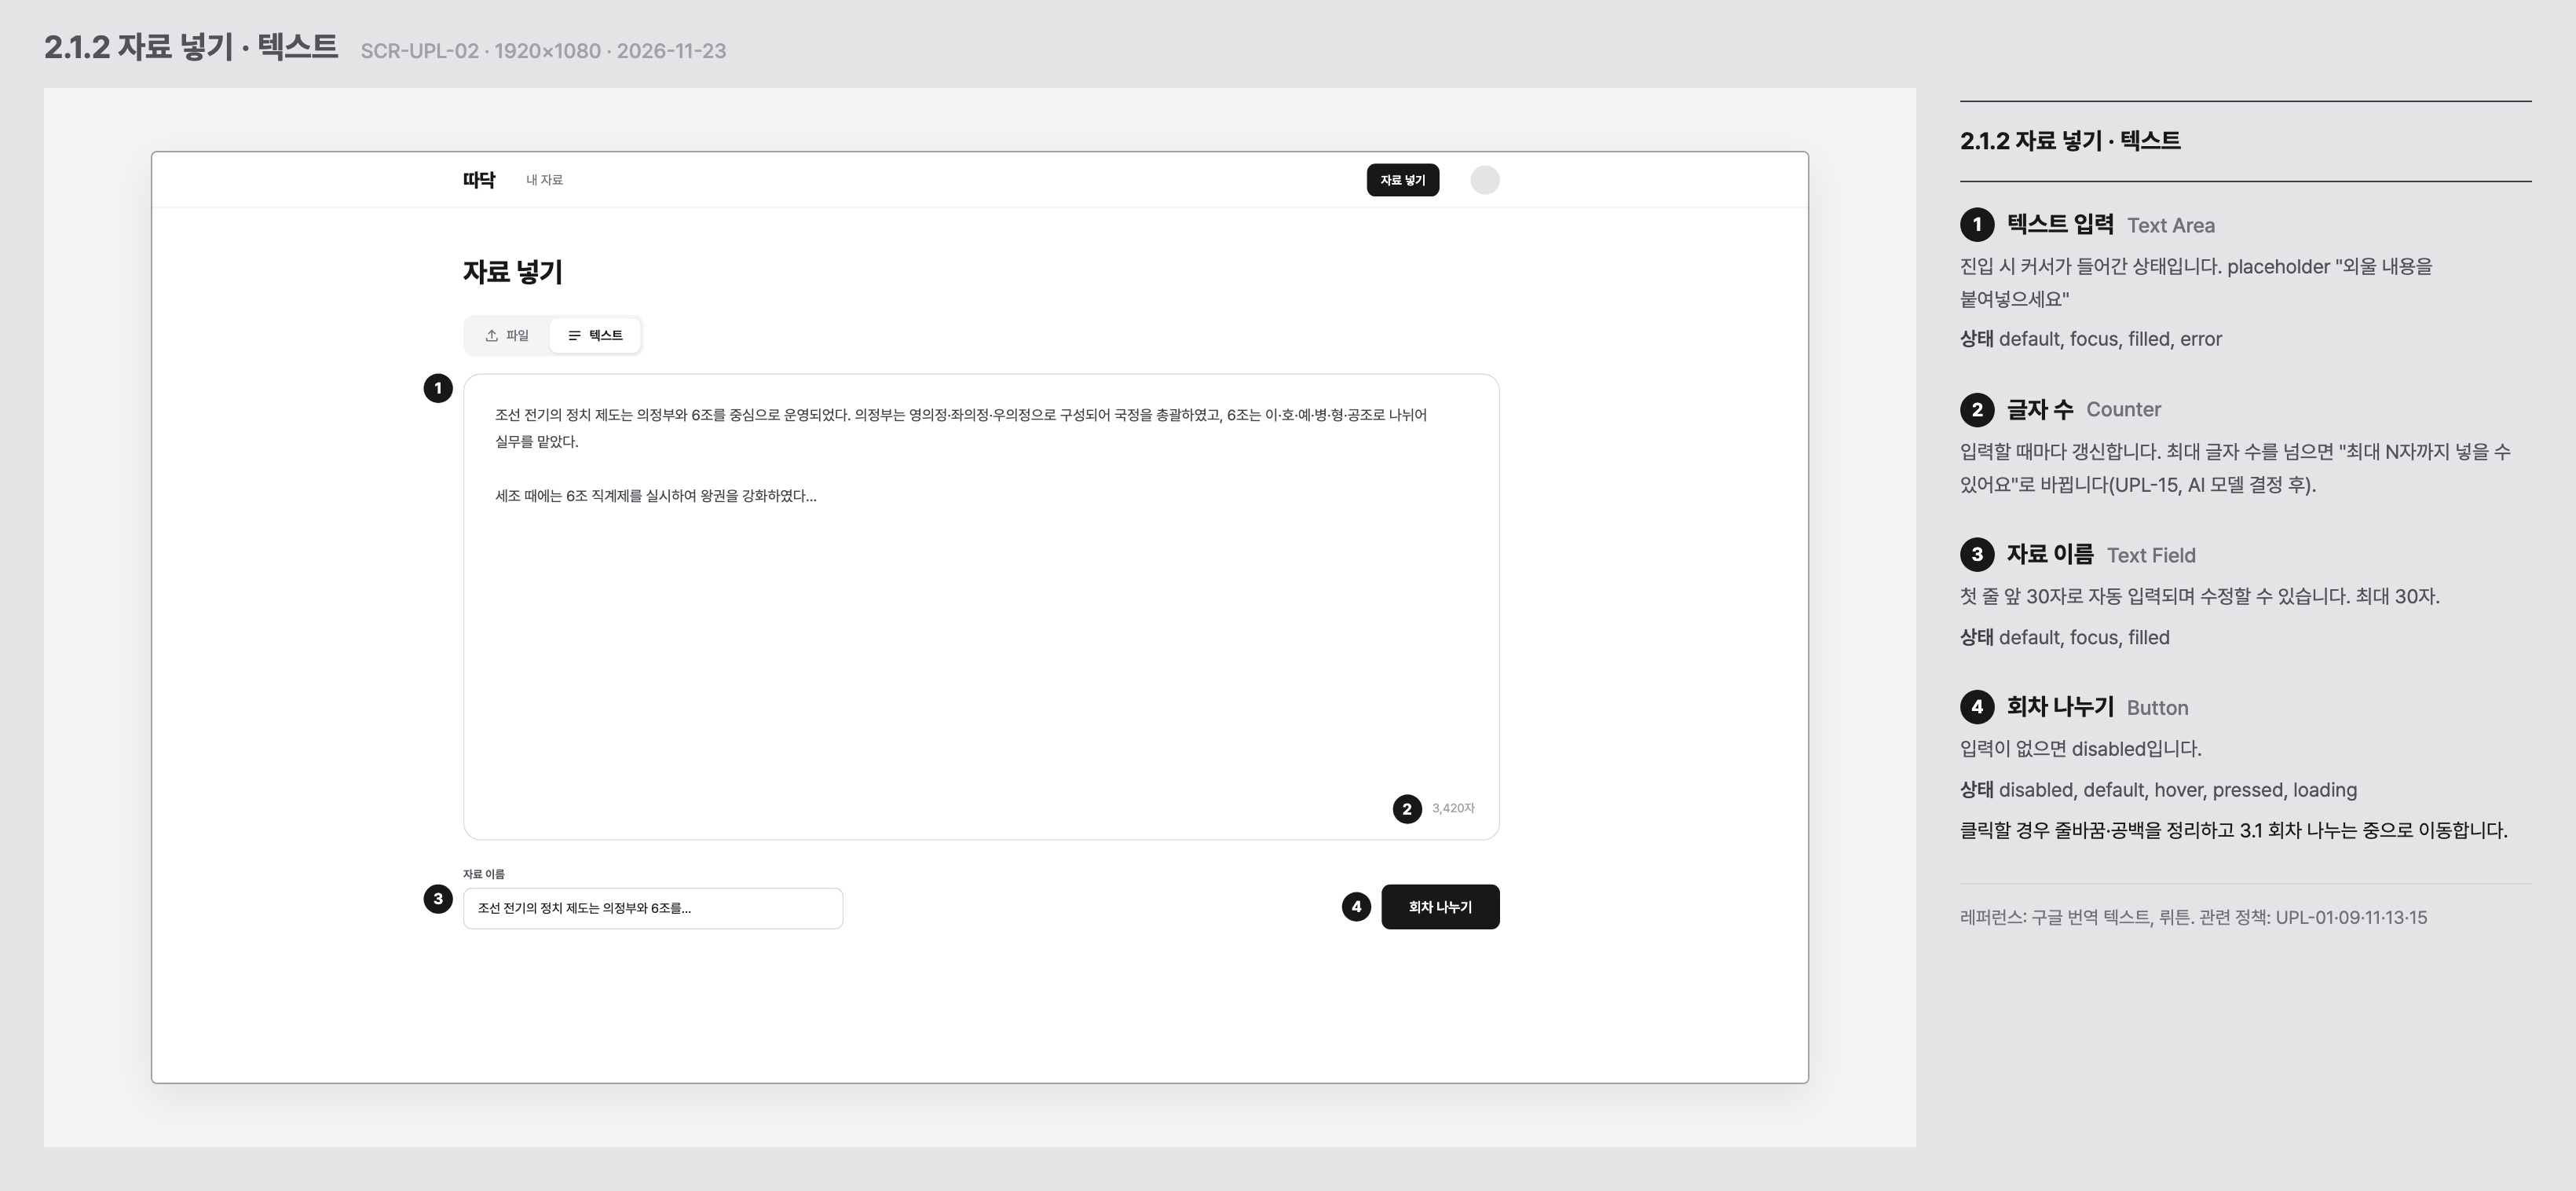 2.1.2 자료 넣기 · 텍스트 SCR-UPL-02 · 1920×1080 · 2026-11-23
따닥 내 자료 자료 넣기
자료 넣기
파일 텍스트
1
조선 전기의 정치 제도는 의정부와 6조를 중심으로 운영되었다. 의정부는 영의정·좌의정·우의정으로 구성되어 국정을 총괄하였고, 6조는 이·호·예·병·형·공조로 나뉘어
실무를 맡았다.
세조 때에는 6조 직계제를 실시하여 왕권을 강화하였다...
2 3,420자
자료 이름
3 조선 전기의 정치 제도는 의정부와 6조를...
4 회차 나누기
2.1.2 자료 넣기 · 텍스트
1 텍스트 입력 Text Area
진입 시 커서가 들어간 상태입니다. placeholder "외울 내용을
붙여넣으세요"
상태 default, focus, filled, error
2 글자 수 Counter
입력할 때마다 갱신합니다. 최대 글자 수를 넘으면 "최대 N자까지 넣을 수
있어요"로 바뀝니다(UPL-15, AI 모델 결정 후).
3 자료 이름 Text Field
첫 줄 앞 30자로 자동 입력되며 수정할 수 있습니다. 최대 30자.
상태 default, focus, filled
4 회차 나누기 Button
입력이 없으면 disabled입니다.
상태 disabled, default, hover, pressed, loading
클릭할 경우 줄바꿈·공백을 정리하고 3.1 회차 나누는 중으로 이동합니다.
레퍼런스: 구글 번역 텍스트, 뤼튼. 관련 정책: UPL-01·09·11·13·15